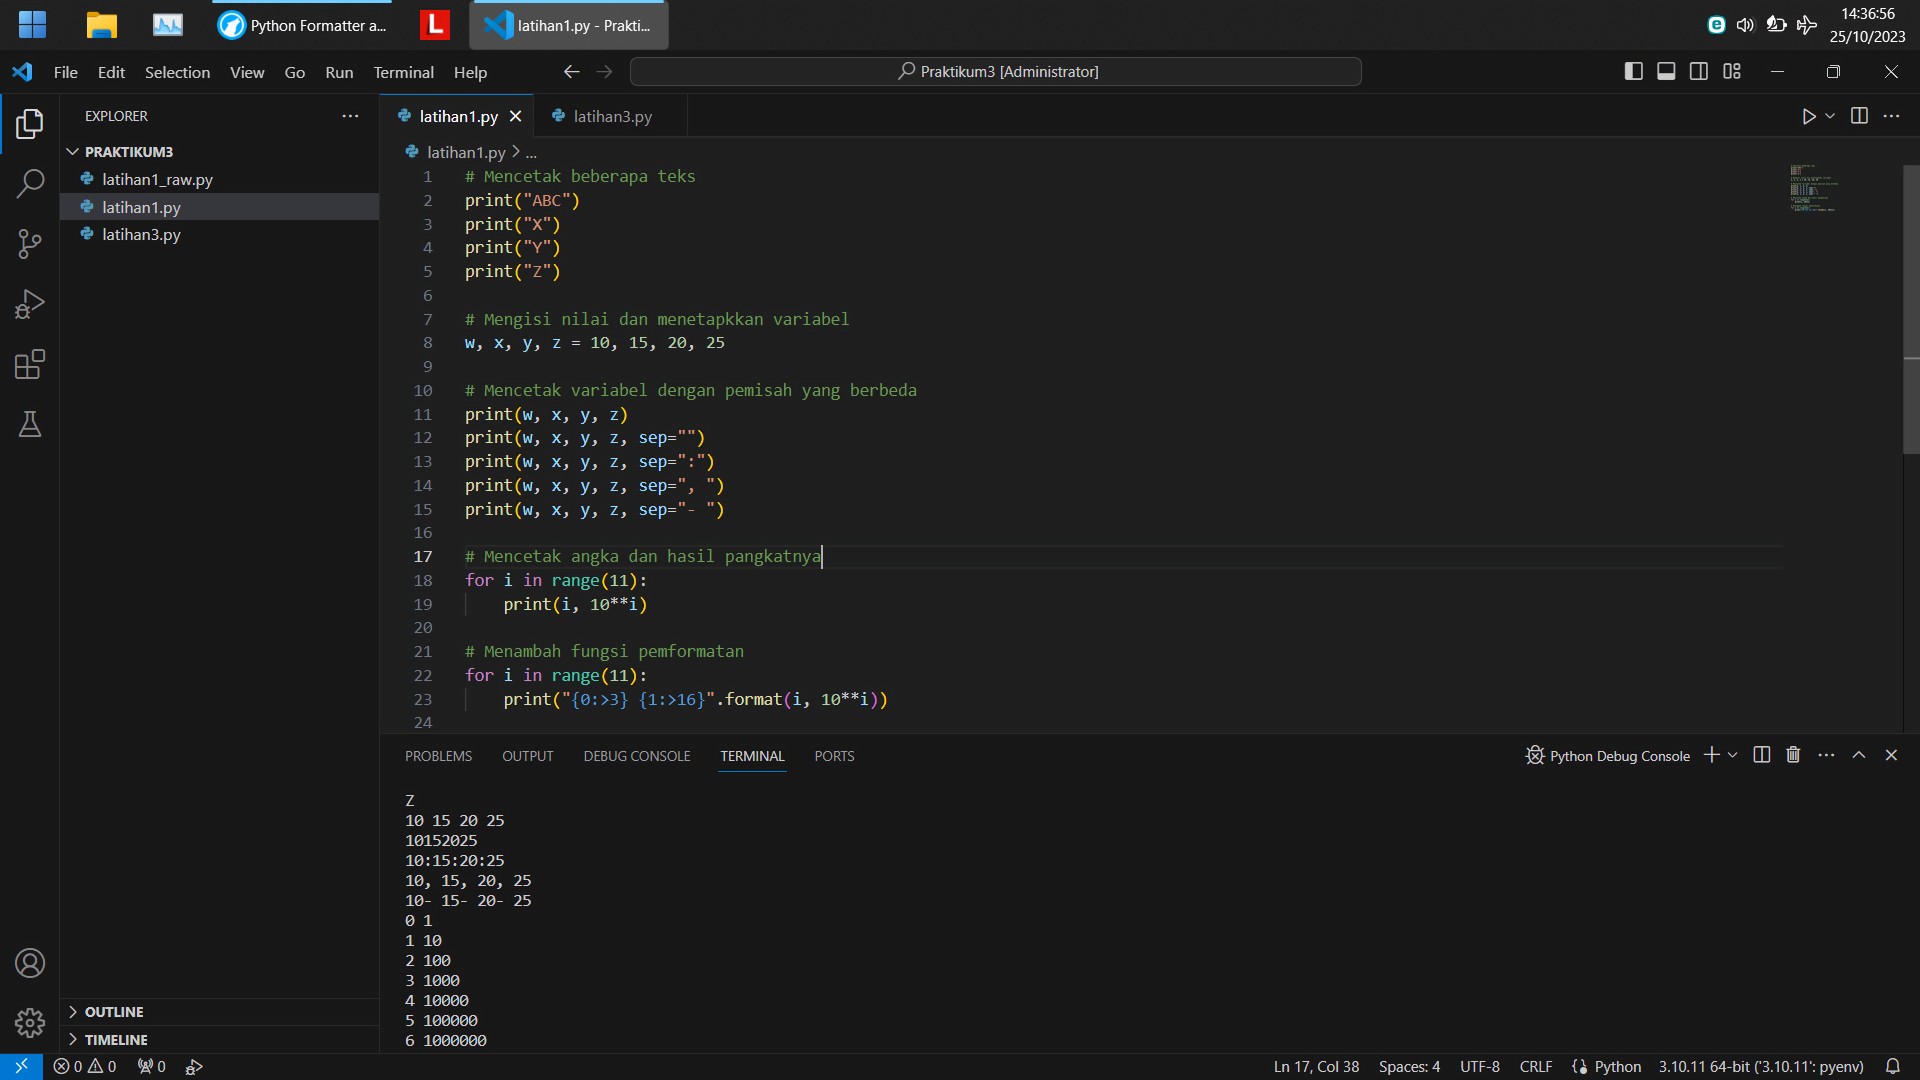 Python Formatter a...
L
latihan1.py - Prakti...
14:36:56
25/10/2023
File Edit Selection View Go Run Terminal Help
Praktikum3 [Administrator]
EXPLORER
latihan1.py
latihan3.py
PRAKTIKUM3
latihan1_raw.py
latihan1.py
latihan3.py
latihan1.py > ...
1 # Mencetak beberapa teks
2 print("ABC")
3 print("X")
4 print("Y")
5 print("Z")
6
7 # Mengisi nilai dan menetapkkan variabel
8 w, x, y, z = 10, 15, 20, 25
9
10 # Mencetak variabel dengan pemisah yang berbeda
11 print(w, x, y, z)
12 print(w, x, y, z, sep="")
13 print(w, x, y, z, sep=":")
14 print(w, x, y, z, sep=", ")
15 print(w, x, y, z, sep="- ")
16
17 # Mencetak angka dan hasil pangkatnya
18 for i in range(11):
19     print(i, 10**i)
20
21 # Menambah fungsi pemformatan
22 for i in range(11):
23     print("{0:>3} {1:>16}".format(i, 10**i))
24
PROBLEMS OUTPUT DEBUG CONSOLE TERMINAL PORTS
Python Debug Console
Z
10 15 20 25
10152025
10:15:20:25
10, 15, 20, 25
10- 15- 20- 25
0 1
1 10
2 100
3 1000
4 10000
5 100000
6 1000000
OUTLINE
TIMELINE
0 0 0
Ln 17, Col 38 Spaces: 4 UTF-8 CRLF Python 3.10.11 64-bit ('3.10.11': pyenv)